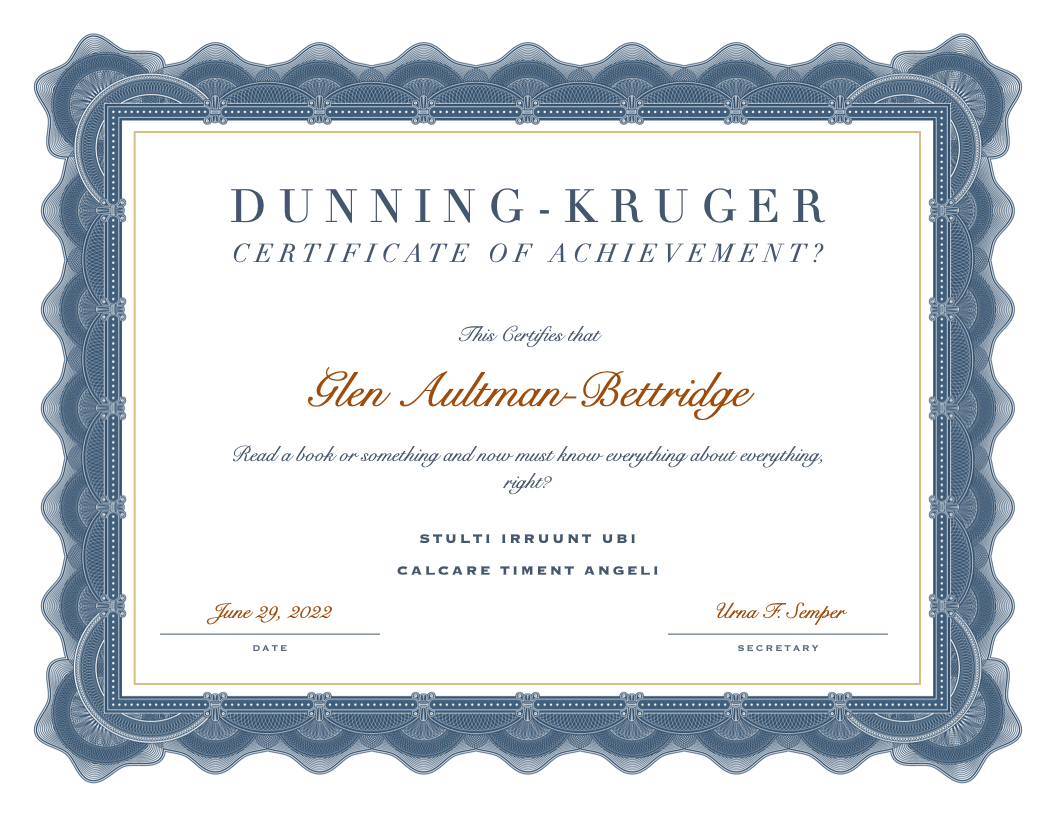 DUNNING-KRUGER
CERTIFICATE OF ACHIEVEMENT?
This Certifies that
Glen Aultman-Bettridge
Read a book or something and now must know everything about everything,
right?
STULTI IRRUUNT UBI
CALCARE TIMENT ANGELI
June 29, 2022
Urna F. Semper
DATE
SECRETARY